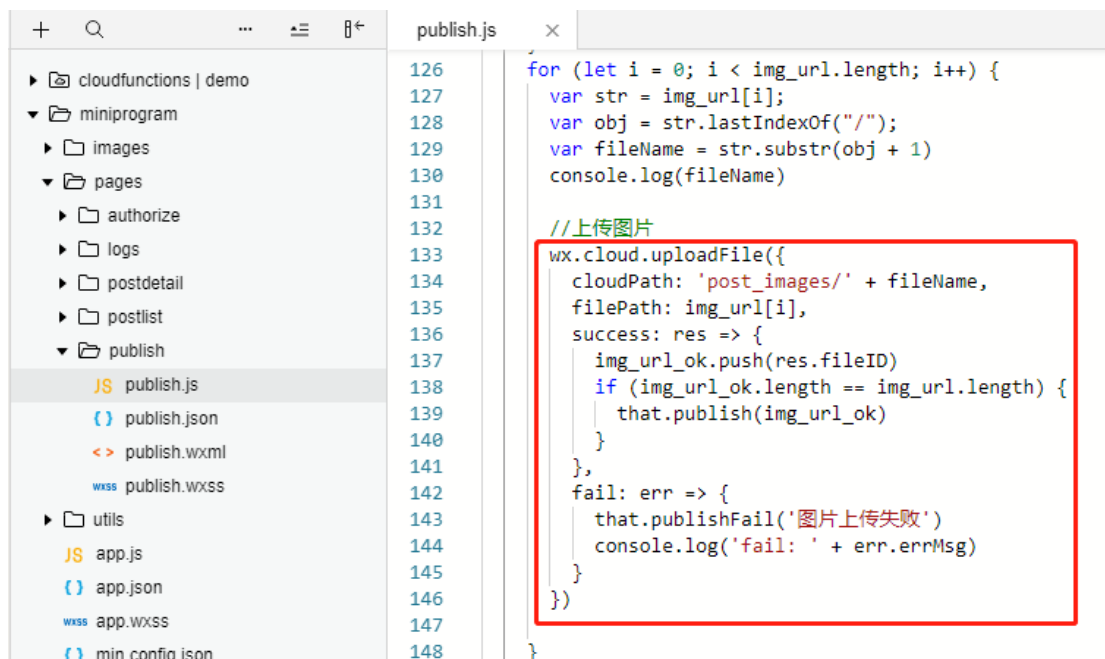 publish.js
cloudfunctions | demo
miniprogram
images
pages
authorize
logs
postdetail
postlist
publish
JS publish.js
{ } publish.json
< > publish.wxml
wxss publish.wxss
utils
JS app.js
{ } app.json
wxss app.wxss
{ } min config.json
126 for (let i = 0; i < img_url.length; i++) {
127 var str = img_url[i];
128 var obj = str.lastIndexOf("/");
129 var fileName = str.substr(obj + 1)
130 console.log(fileName)
131
132 //上传图片
133 wx.cloud.uploadFile({
134 cloudPath: 'post_images/' + fileName,
135 filePath: img_url[i],
136 success: res => {
137 img_url_ok.push(res.fileID)
138 if (img_url_ok.length == img_url.length) {
139 that.publish(img_url_ok)
140 }
141 },
142 fail: err => {
143 that.publishFail('图片上传失败')
144 console.log('fail: ' + err.errMsg)
145 }
146 })
147
148 }